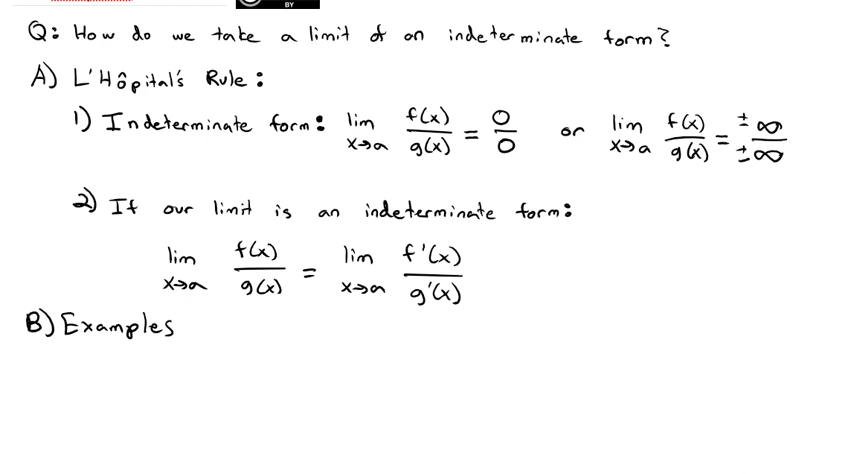 BY
Q: How do we take a limit of an indeterminate form?
A) L'Hôpital's Rule:
1) Indeterminate form: lim x→a f(x)/g(x) = 0/0 or lim x→a f(x)/g(x) = ±∞/±∞
2) If our limit is an indeterminate form:
lim x→a f(x)/g(x) = lim x→a f'(x)/g'(x)
B) Examples